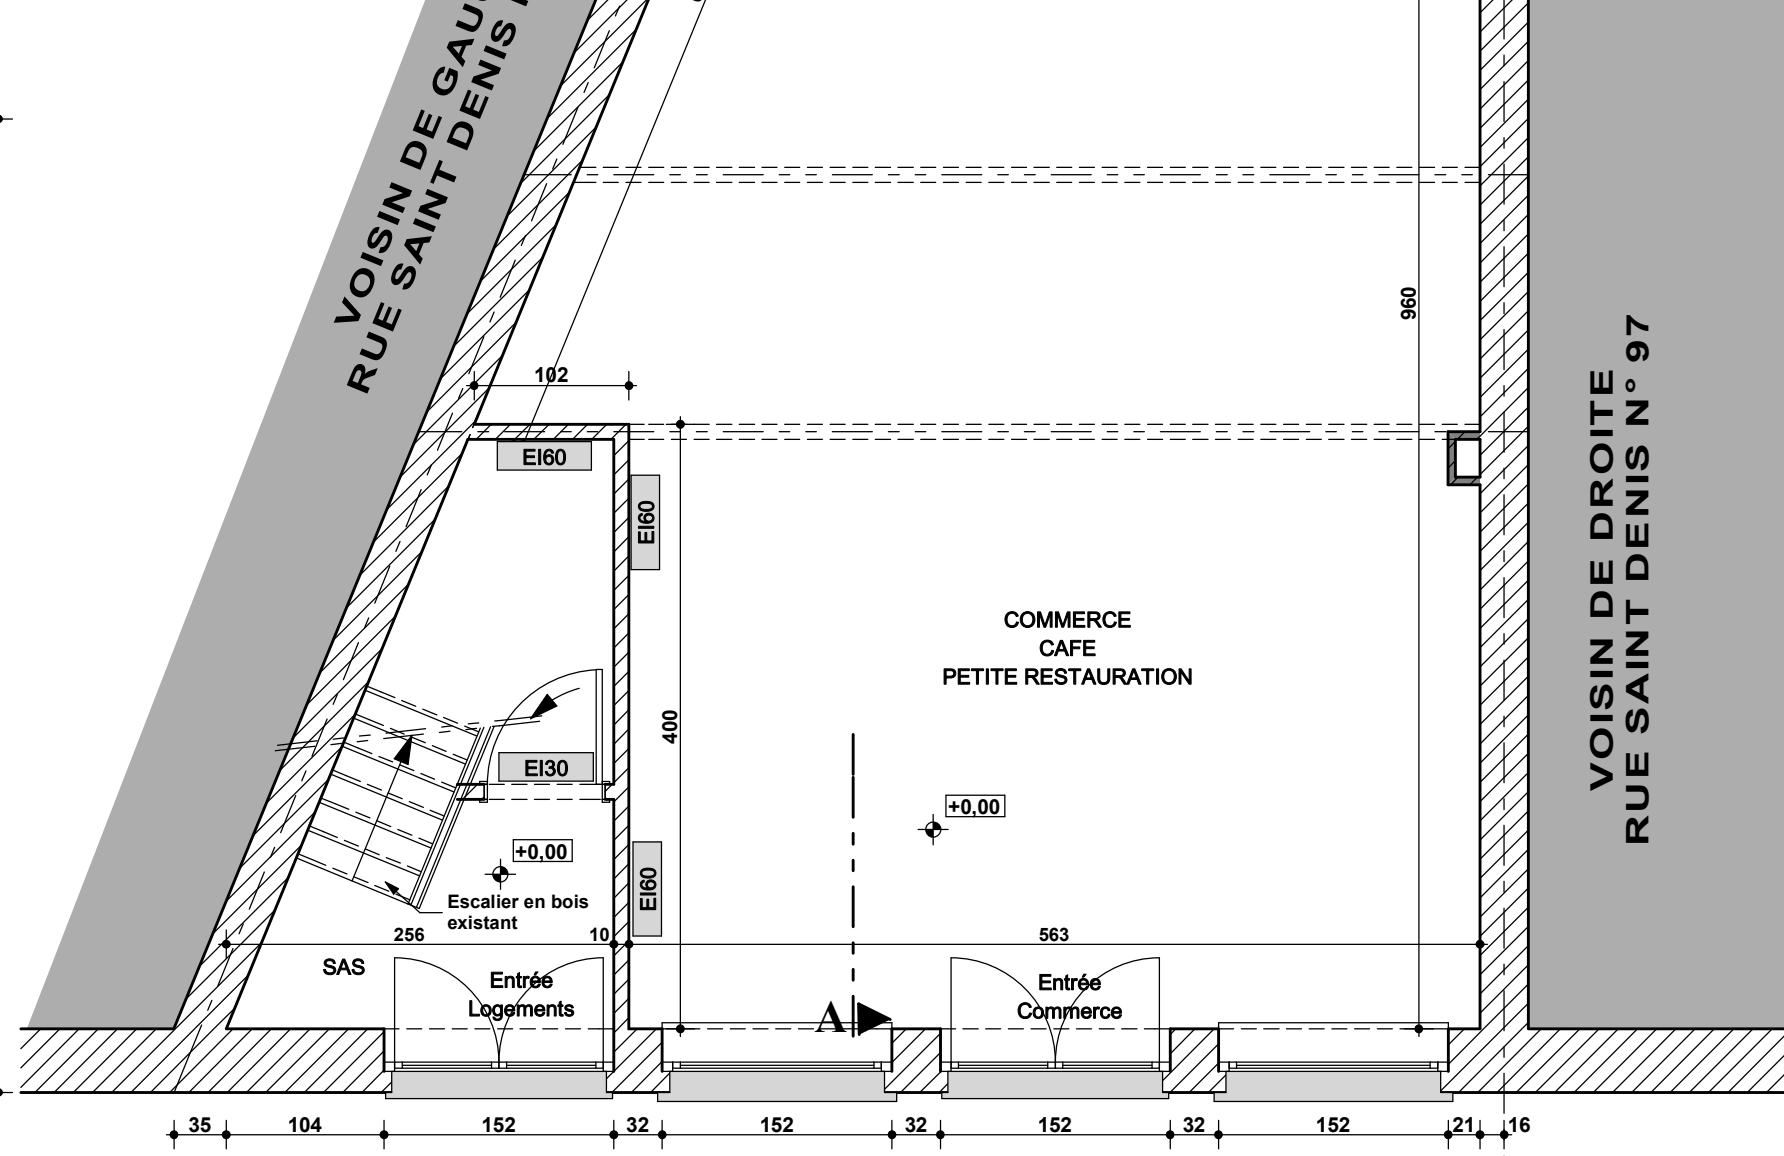 VOISIN DE GAU
RUE SAINT DENIS
960
102
EI60
EI60
COMMERCE
CAFE
PETITE RESTAURATION
VOISIN DE DROITE
RUE SAINT DENIS N° 97
400
EI30
+0,00
+0,00
EI60
Escalier en bois
existant
256
10
563
SAS
Entrée
Logements
Entrée
Commerce
A
35
104
152
32
152
32
152
32
152
21
16